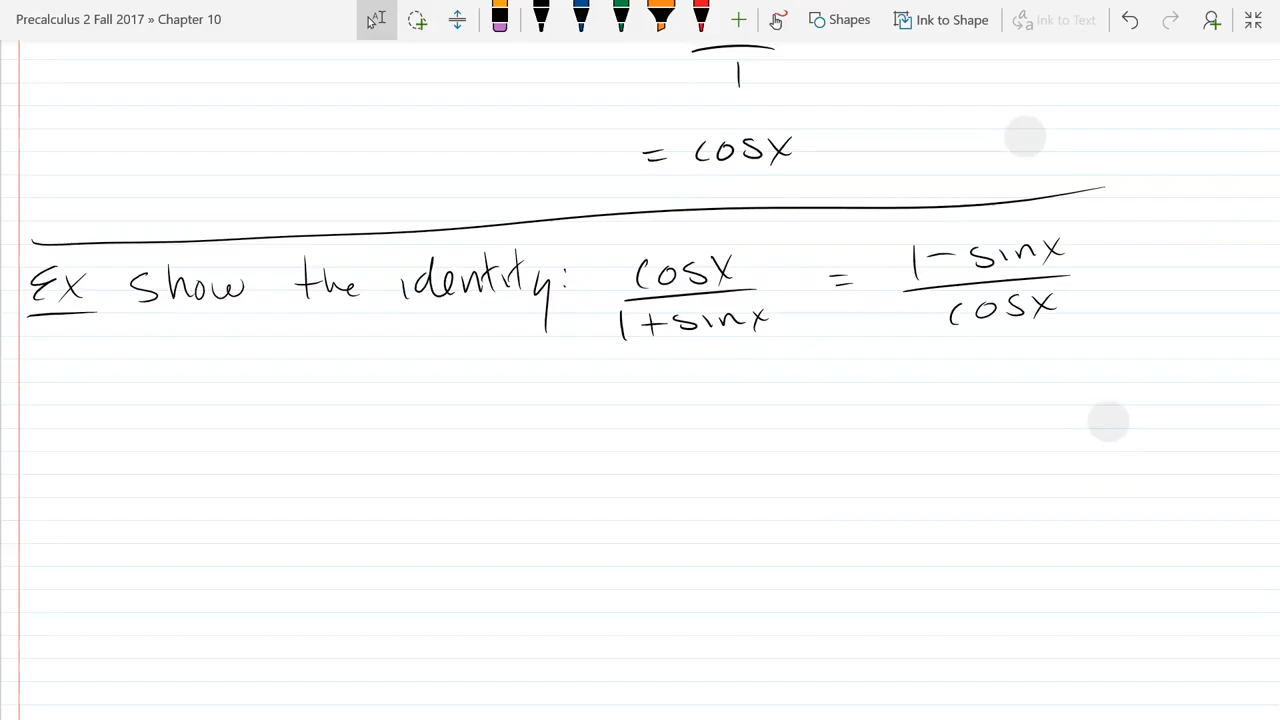 Precalculus 2 Fall 2017 » Chapter 10
Shapes Ink to Shape Ink to Text
1
= cosx
Ex show the identity: cosx / 1+sinx = 1-sinx / cosx